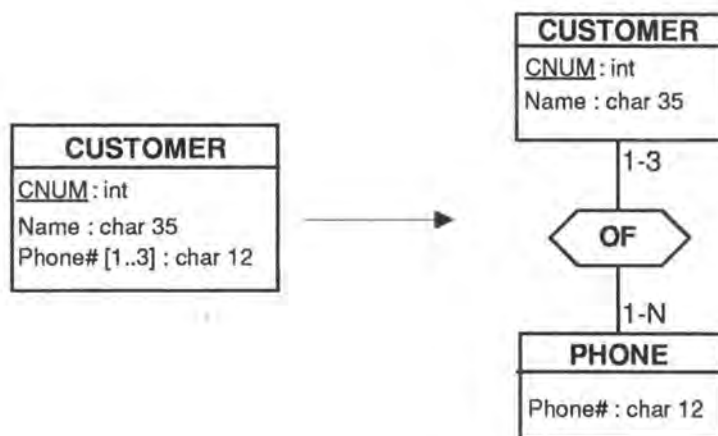 CUSTOMER
CNUM : int
Name : char 35
Phone# [1..3] : char 12
CUSTOMER
CNUM : int
Name : char 35
1-3
OF
1-N
PHONE
Phone# : char 12